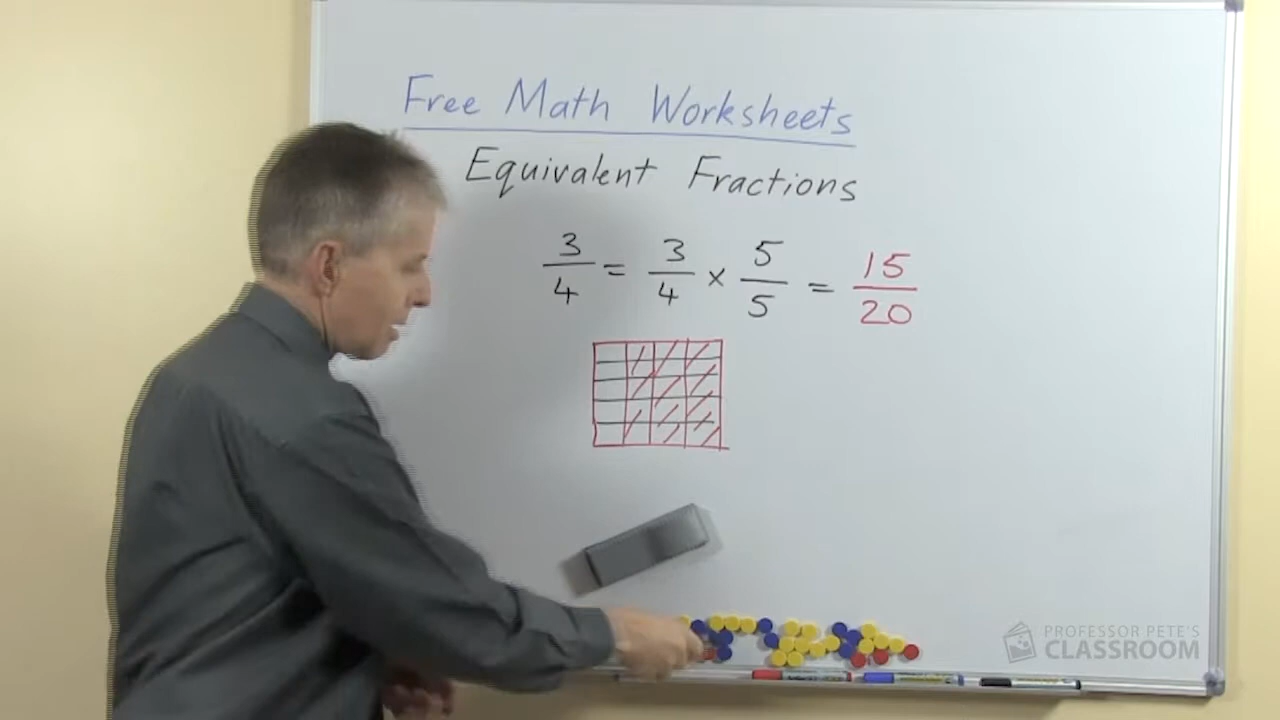 Free Math Worksheets
Equivalent Fractions
3/4 = 3/4 × 5/5 = 15/20
PROFESSOR PETE'S
CLASSROOM